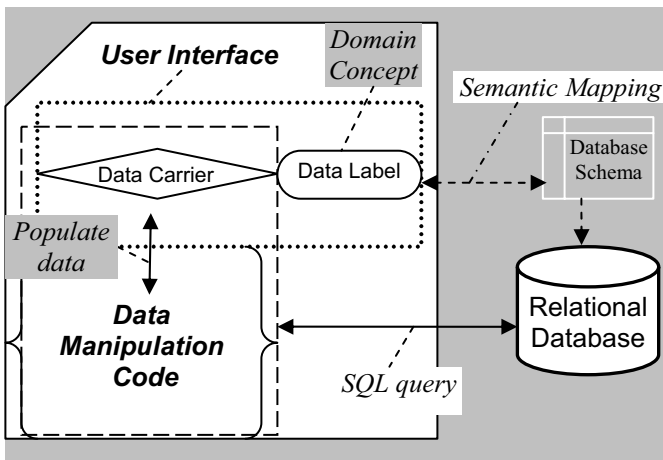 User Interface
Domain
Concept
Semantic Mapping
Data Carrier
Data Label
Database
Schema
Populate
data
Data
Manipulation
Code
Relational
Database
SQL query